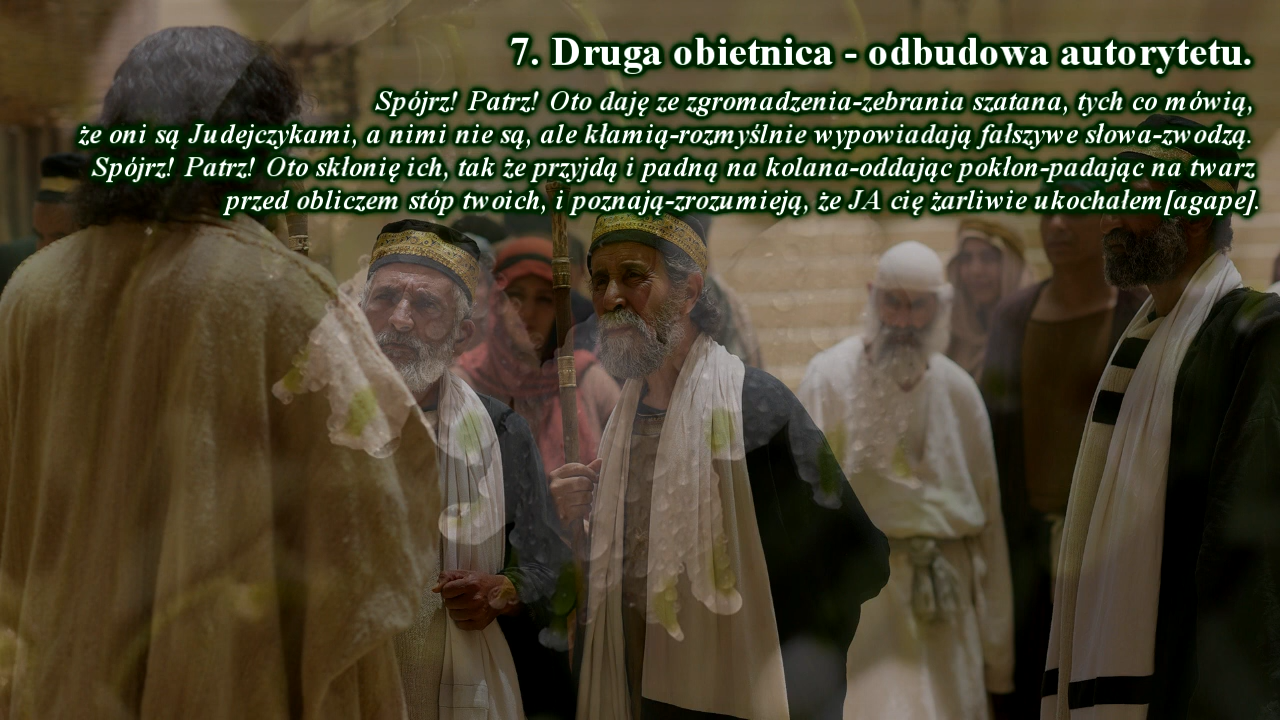 7. Druga obietnica - odbudowa autorytetu.
Spójrz! Patrz! Oto daję ze zgromadzenia-zebrania szatana, tych co mówią,
że oni są Judejczykami, a nimi nie są, ale kłamią-rozmyślnie wypowiadają fałszywe słowa-zwodzą.
Spójrz! Patrz! Oto skłonię ich, tak że przyjdą i padną na kolana-oddając pokłon-padając na twarz
przed obliczem stóp twoich, i poznają-zrozumieją, że JA cię żarliwie ukochałem[agape].